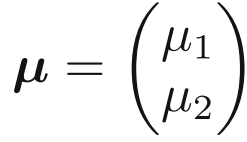 μ = (μ₁
μ₂)